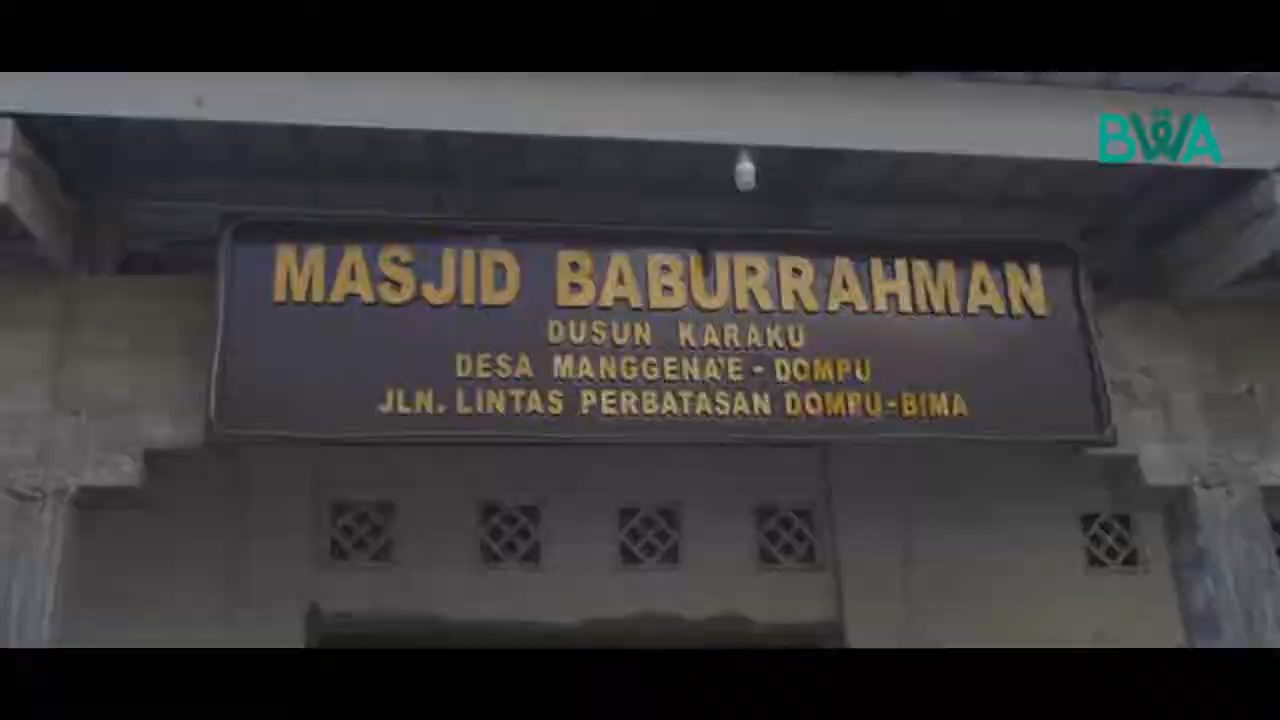 BWA
MASJID BABURRAHMAN
DUSUN KARAKU
DESA MANGGENA'E - DOMPU
JLN. LINTAS PERBATASAN DOMPU-BIMA